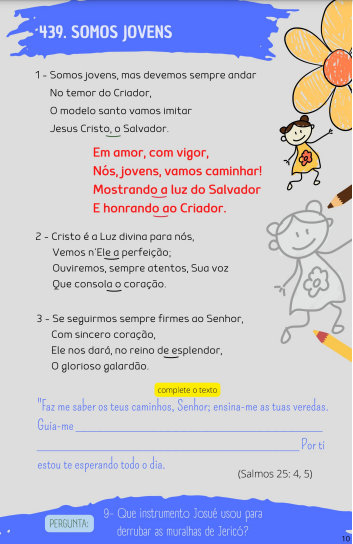 439. SOMOS JOVENS
1 - Somos jovens, mas devemos sempre andar
No temor do Criador,
O modelo santo vamos imitar
Jesus Cristo, o Salvador.
Em amor, com vigor,
Nós, jovens, vamos caminhar!
Mostrando a luz do Salvador
E honrando ao Criador.
2 - Cristo é a Luz divina para nós,
Vemos n'Ele a perfeição;
Ouviremos, sempre atentos, Sua voz
Que consola o coração.
3 - Se seguirmos sempre firmes ao Senhor,
Com sincero coração,
Ele nos dará, no reino de esplendor,
O glorioso galardão.
complete o texto
"Faz me saber os teus caminhos, Senhor; ensina-me as tuas veredas.
Guia-me
Por ti
estou te esperando todo o dia.
(Salmos 25: 4, 5)
PERGUNTA:
9- Que instrumento Josué usou para
derrubar as muralhas de Jericó?
10